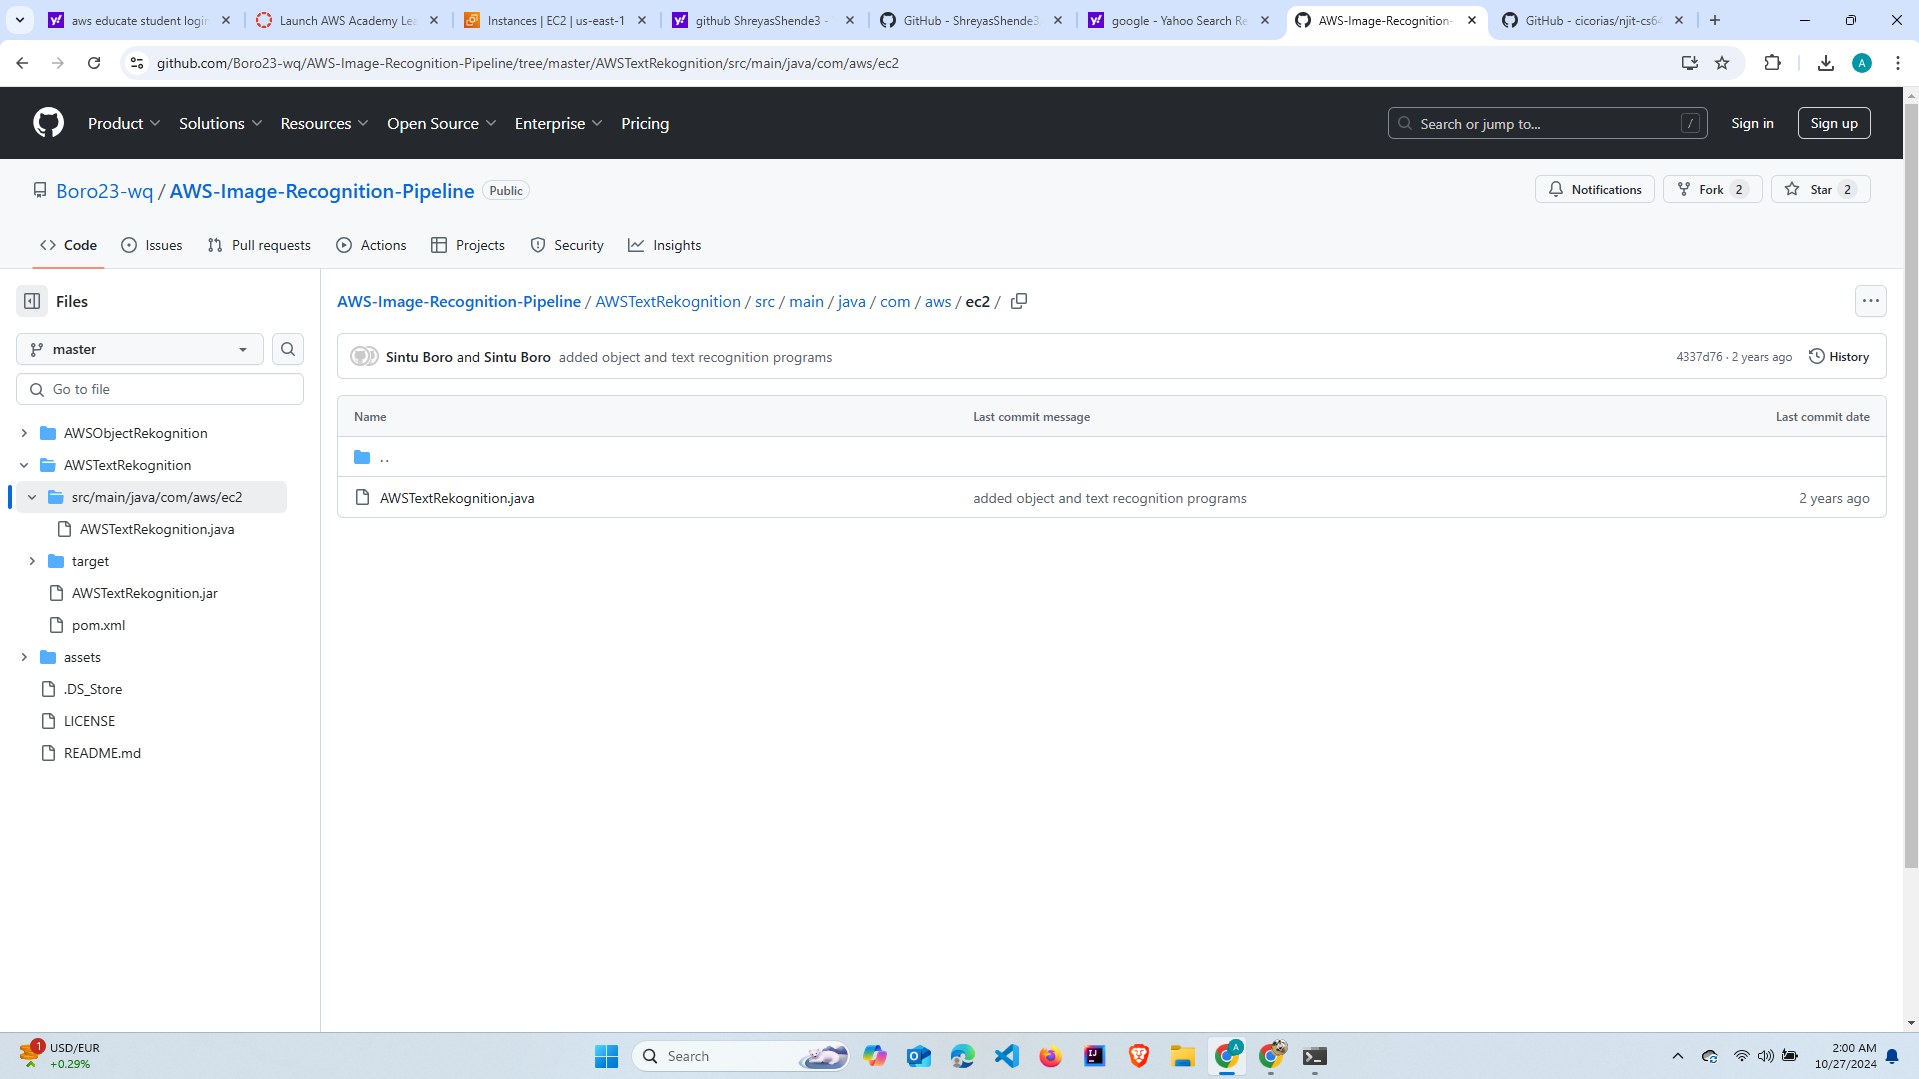 aws educate student login
Launch AWS Academy Le
Instances | EC2 | us-east-1
github ShreyasShende3 -
GitHub - ShreyasShende3
google - Yahoo Search Re
AWS-Image-Recognition-
GitHub - cicorias/njit-cs6
github.com/Boro23-wq/AWS-Image-Recognition-Pipeline/tree/master/AWSTextRekognition/src/main/java/com/aws/ec2
A
Product
Solutions
Resources
Open Source
Enterprise
Pricing
Search or jump to...
/
Sign in
Sign up
Boro23-wq / AWS-Image-Recognition-Pipeline
Public
Notifications
Fork 2
Star 2
Code
Issues
Pull requests
Actions
Projects
Security
Insights
Files
AWS-Image-Recognition-Pipeline / AWSTextRekognition / src / main / java / com / aws / ec2 /
master
Go to file
Sintu Boro and Sintu Boro added object and text recognition programs
4337d76 · 2 years ago
History
Name
Last commit message
Last commit date
..
AWSTextRekognition.java
added object and text recognition programs
2 years ago
AWSObjectRekognition
AWSTextRekognition
src/main/java/com/aws/ec2
AWSTextRekognition.java
target
AWSTextRekognition.jar
pom.xml
assets
.DS_Store
LICENSE
README.md
1
USD/EUR
+0.29%
Search
A
2:00 AM
10/27/2024